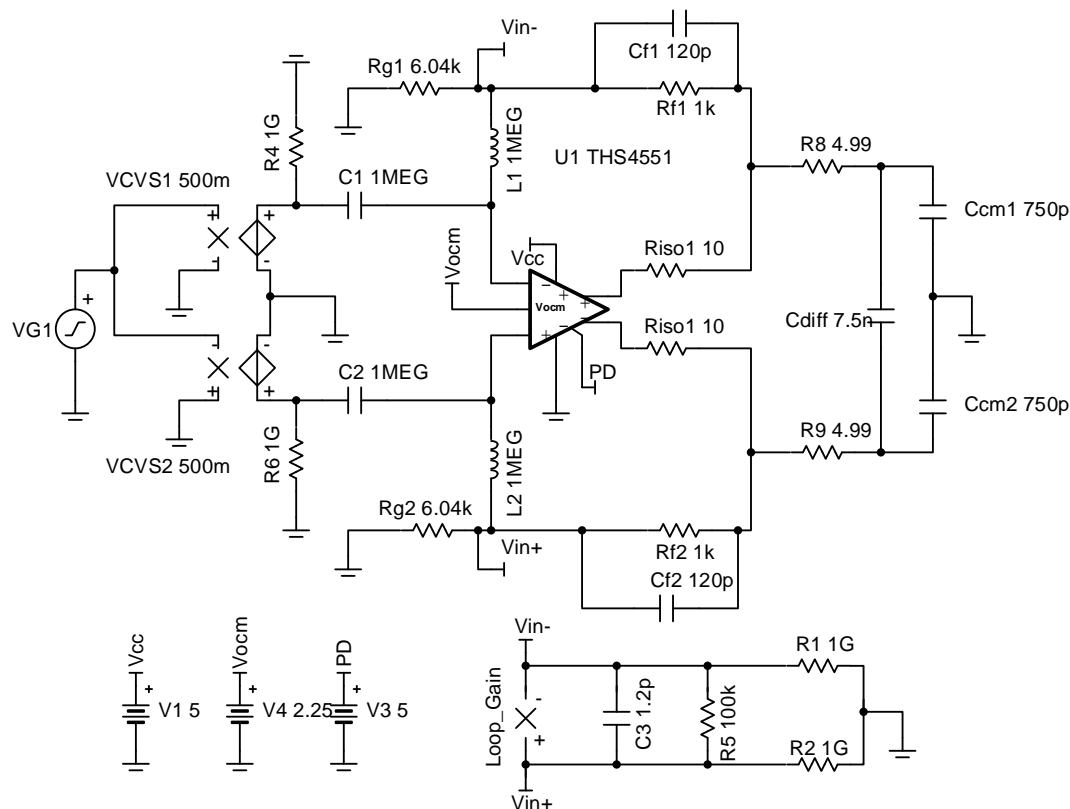 Vin-
Cf1 120p
Rg1 6.04k
Rf1 1k
R4 1G
L1 1MEG
U1 THS4551
R8 4.99
VCVS1 500m
C1 1MEG
Ccm1 750p
+
-
+
-
Vocm
Vcc
Riso1 10
+
VG1
-
Vocm
+
+
-
+
-
Cdiff 7.5n
Riso1 10
-
+
-
+
PD
C2 1MEG
Ccm2 750p
R9 4.99
VCVS2 500m
R6 1G
L2 1MEG
Rg2 6.04k
Vin+
Rf2 1k
Cf2 120p
Vcc
+
V1 5
Vocm
+
V4 2.25
PD
+
V3 5
Vin-
R1 1G
Loop_Gain
-
+
C3 1.2p
R5 100k
R2 1G
Vin+